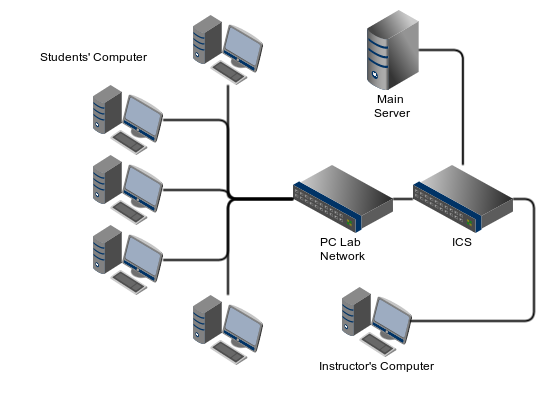 Students' Computer
Main
Server
PC Lab
Network
ICS
Instructor's Computer